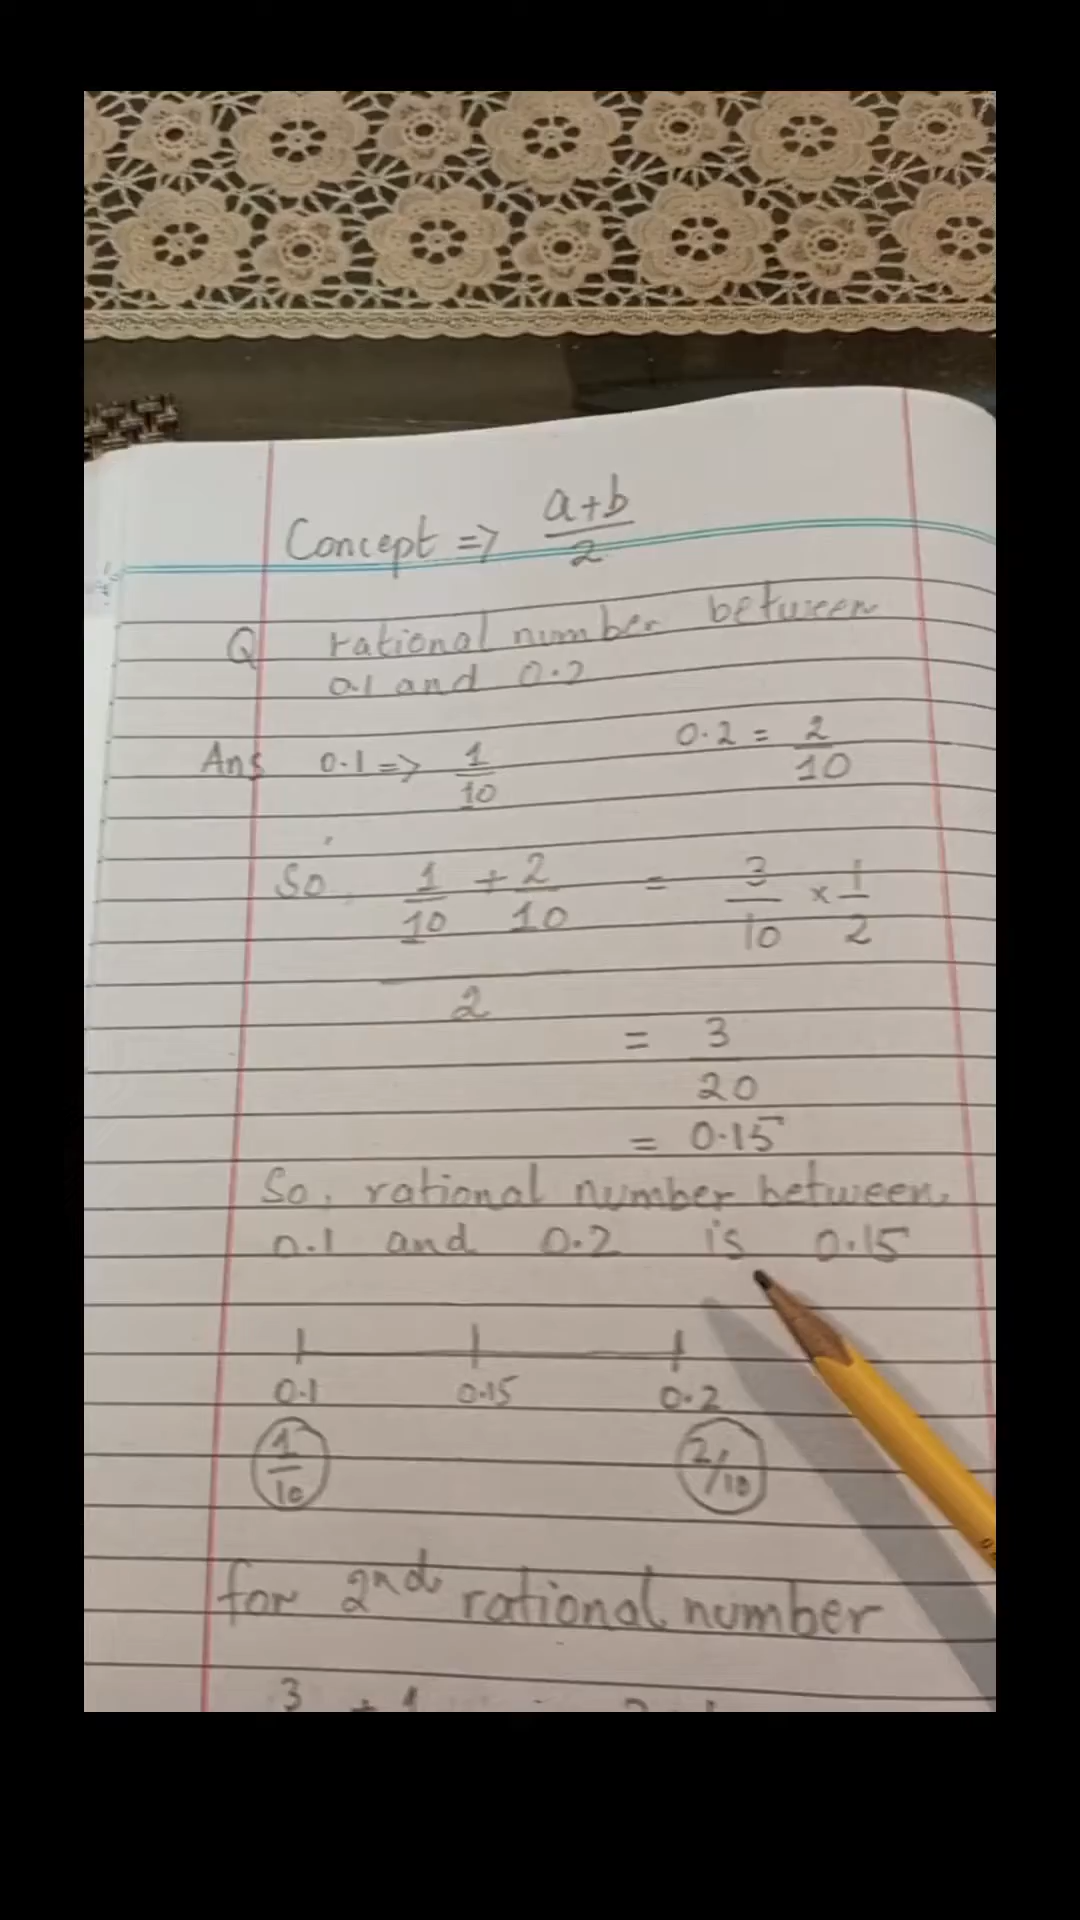 Concept => a+b/2
Q rational number between
0.1 and 0.2
Ans 0.1 => 1/10 0.2 = 2/10
So, 1/10 + 2/10 / 2 = 3/10 x 1/2
= 3/20
= 0.15
So, rational number between
0.1 and 0.2 is 0.15
0.1 0.15 0.2
1/10 2/10
for 2nd rational number
3 + 1